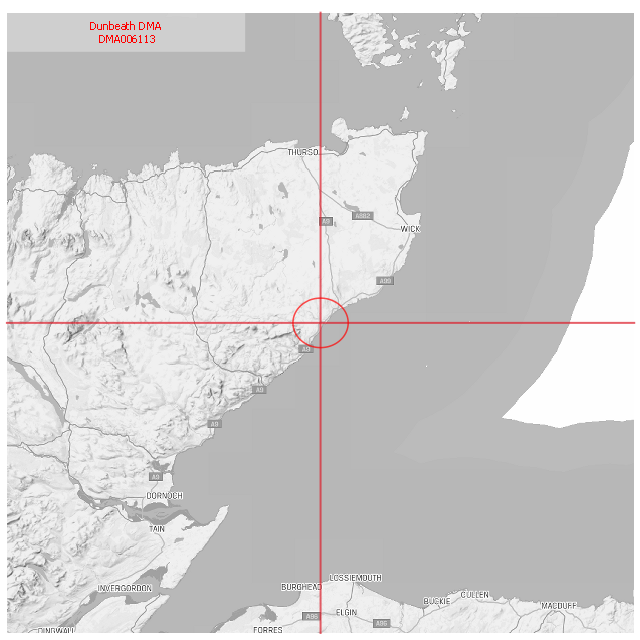 Dunbeath DMA
DMA006113
THURSO
A9
A882
WICK
A99
A9
A9
A9
A9
DORNOCH
TAIN
INVERGORDON
BURGHEAD
LOSSIEMOUTH
CULLEN
BUCKIE
MACDUFF
ELGIN
A96
A96
FORRES
DINGWALL